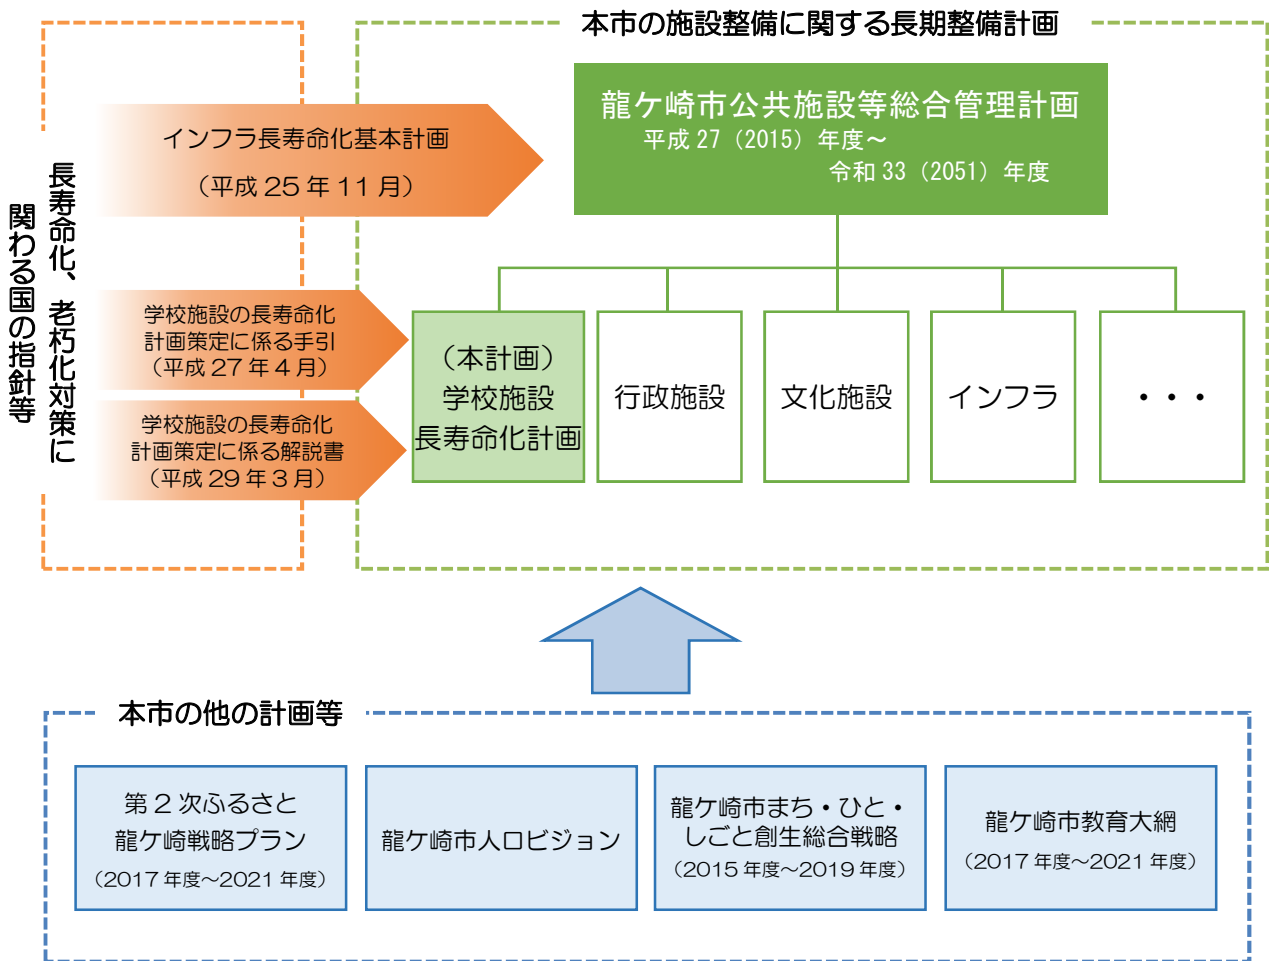 本市の施設整備に関する長期整備計画
龍ケ崎市公共施設等総合管理計画
平成 27（2015）年度～
令和 33（2051）年度
長寿命化、老朽化対策に
関わる国の指針等
インフラ長寿命化基本計画
（平成 25 年 11 月）
学校施設の長寿命化
計画策定に係る手引
（平成 27 年 4 月）
学校施設の長寿命化
計画策定に係る解説書
（平成 29 年 3 月）
（本計画）
学校施設
長寿命化計画
行政施設
文化施設
インフラ
・・・
本市の他の計画等
第 2 次ふるさと
龍ケ崎戦略プラン
（2017 年度～2021 年度）
龍ケ崎市人口ビジョン
龍ケ崎市まち・ひと・
しごと創生総合戦略
（2015 年度～2019 年度）
龍ケ崎市教育大綱
（2017 年度～2021 年度）